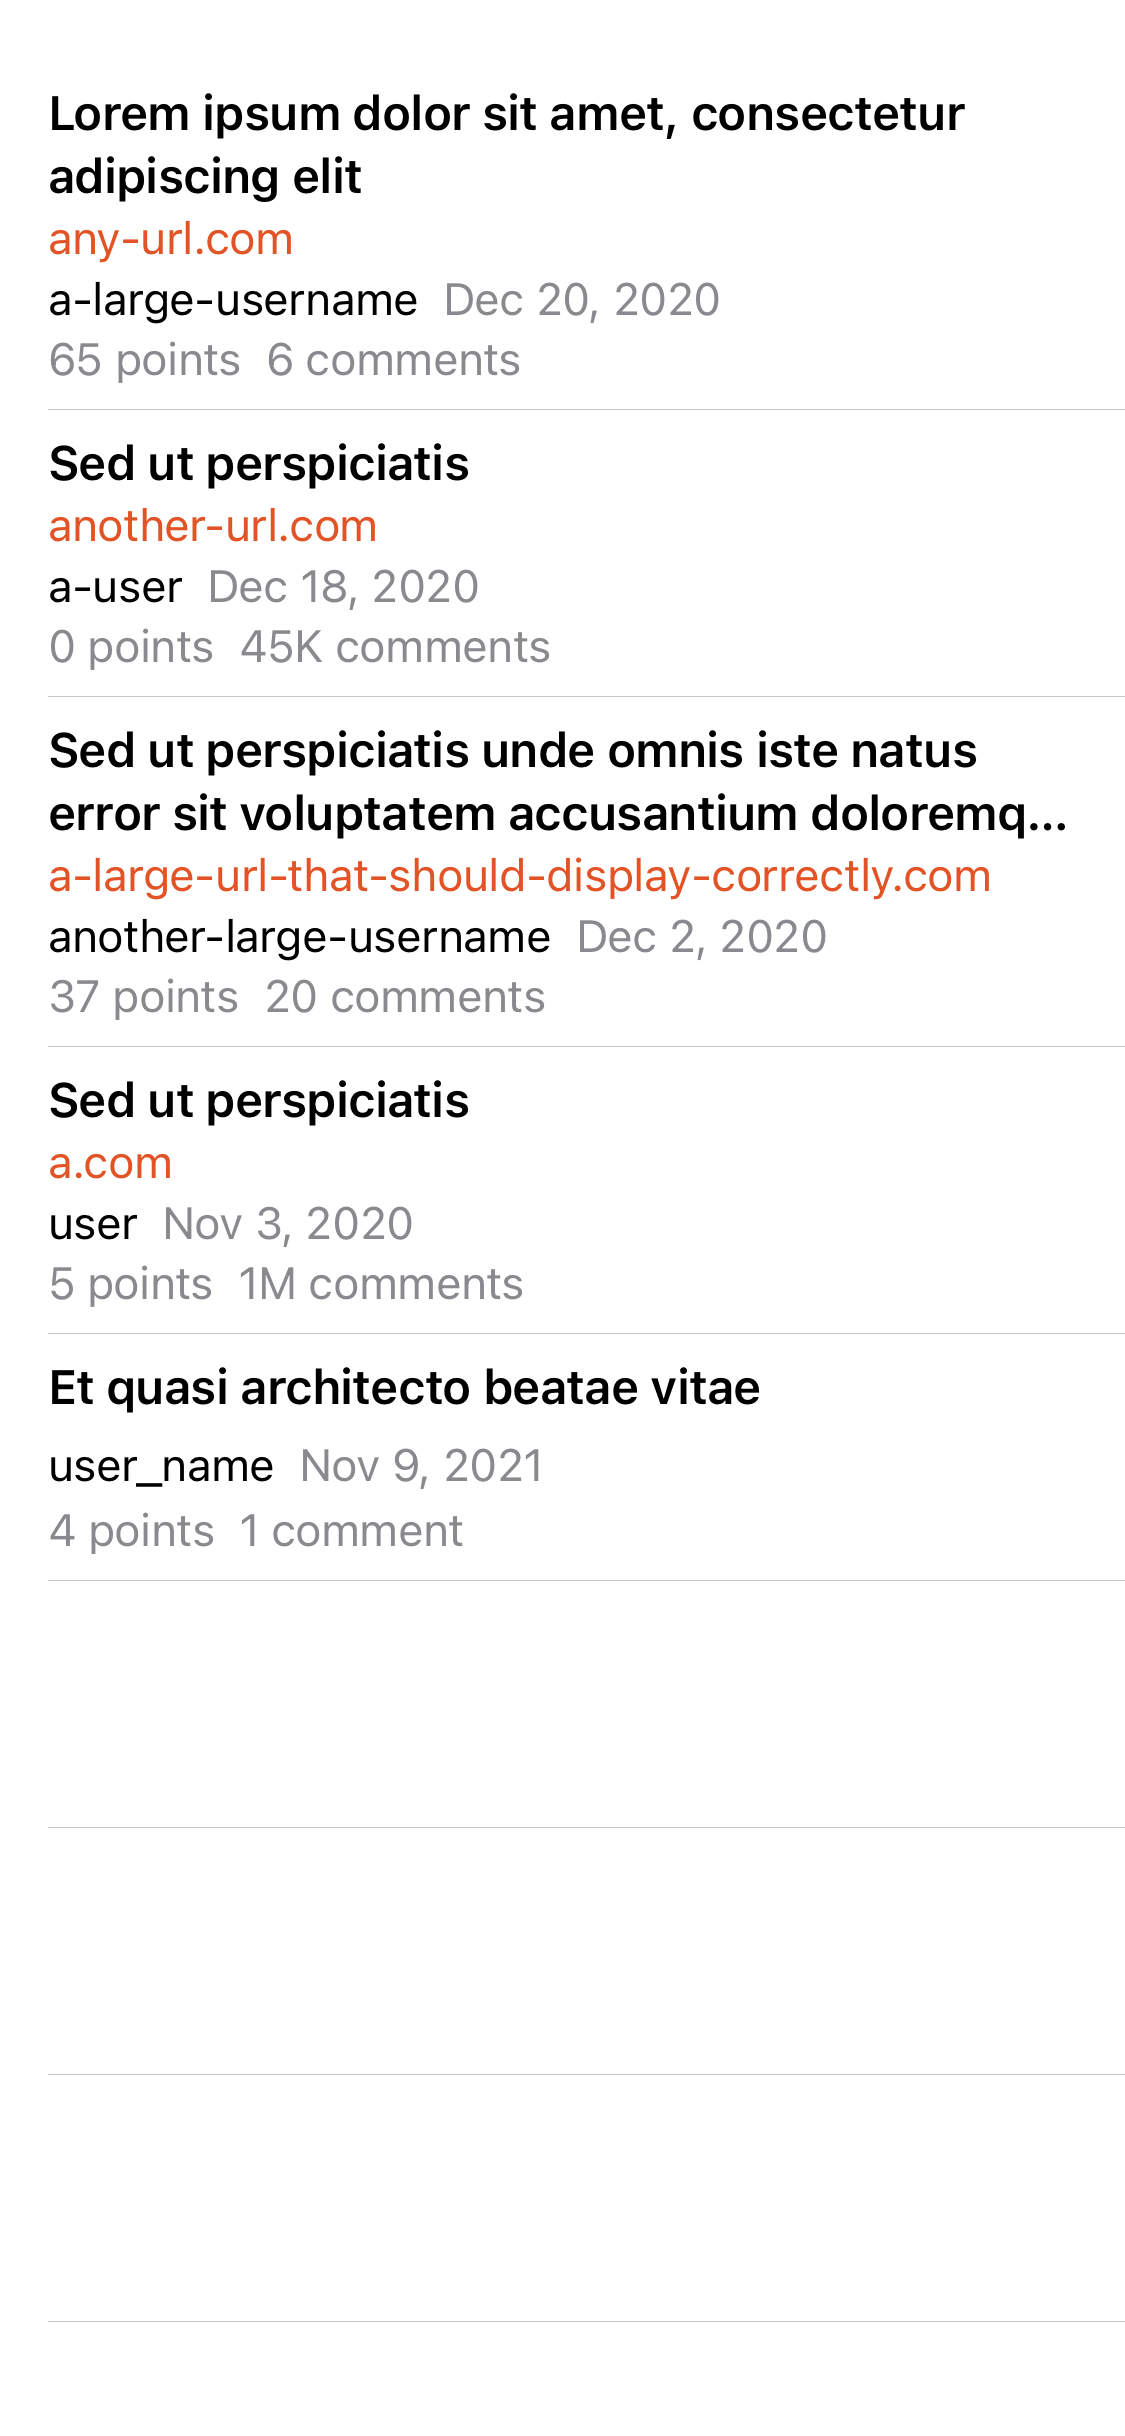 Lorem ipsum dolor sit amet, consectetur
adipiscing elit
any-url.com
a-large-username Dec 20, 2020
65 points 6 comments
Sed ut perspiciatis
another-url.com
a-user Dec 18, 2020
0 points 45K comments
Sed ut perspiciatis unde omnis iste natus
error sit voluptatem accusantium doloremq...
a-large-url-that-should-display-correctly.com
another-large-username Dec 2, 2020
37 points 20 comments
Sed ut perspiciatis
a.com
user Nov 3, 2020
5 points 1M comments
Et quasi architecto beatae vitae
user_name Nov 9, 2021
4 points 1 comment